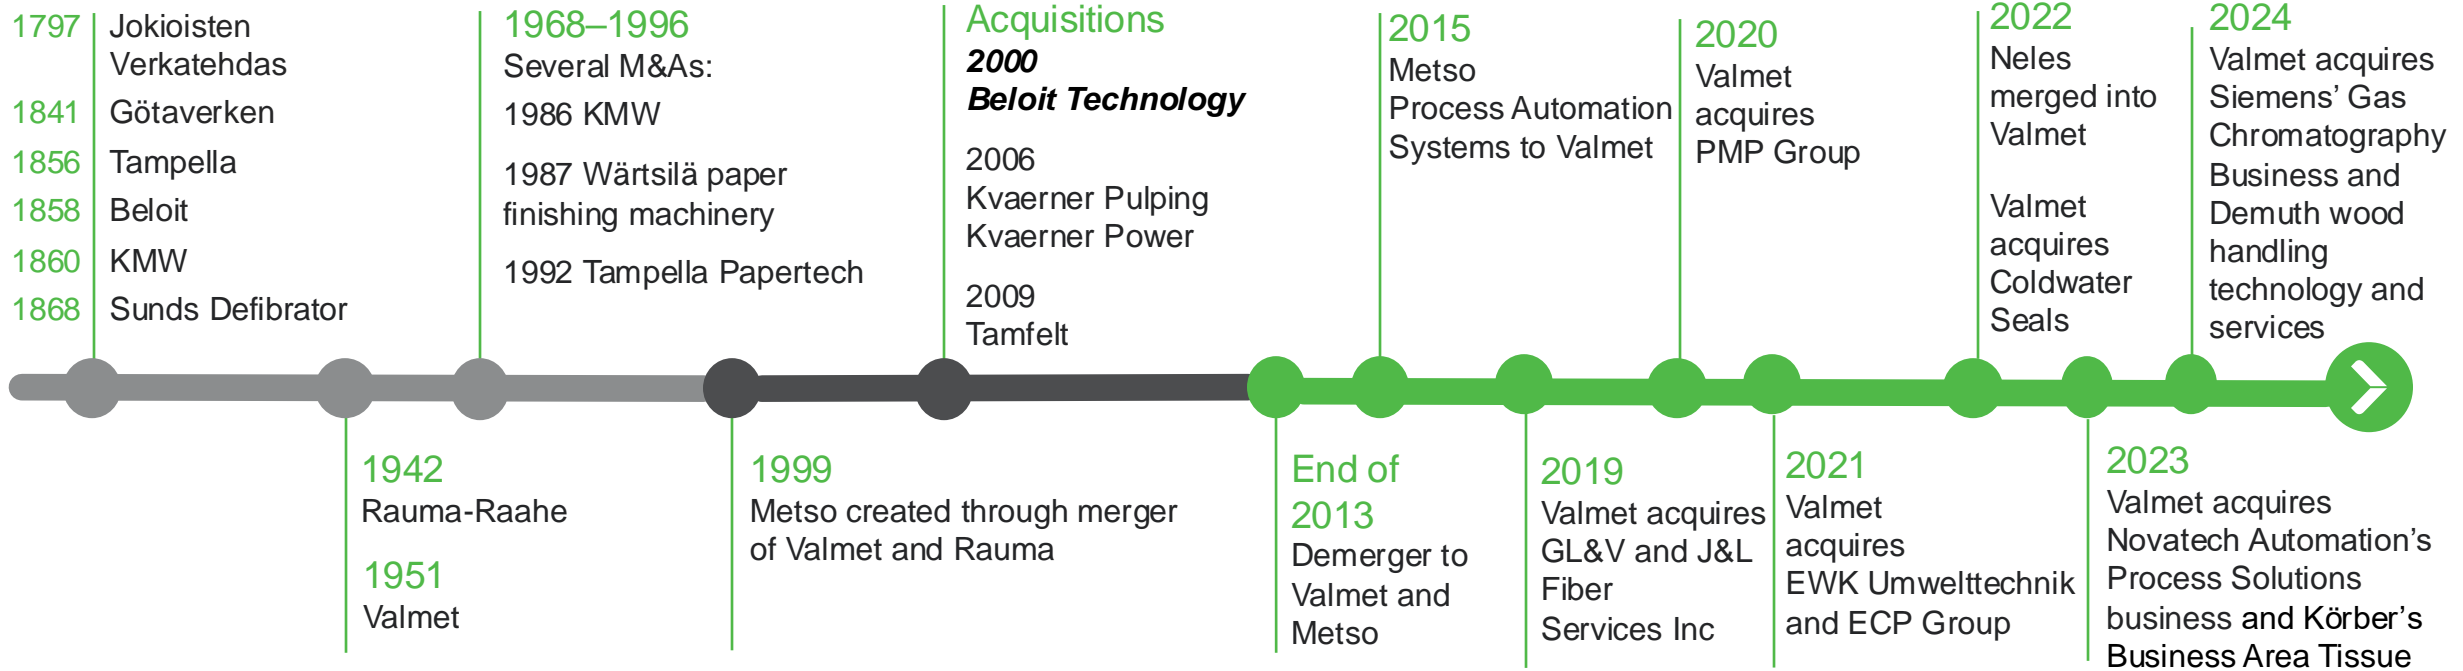 1797 Jokioisten
Verkatehdas
1841 Götaverken
1856 Tampella
1858 Beloit
1860 KMW
1868 Sunds Defibrator
1942
Rauma-Raahe
1951
Valmet
1968–1996
Several M&As:
1986 KMW
1987 Wärtsilä paper
finishing machinery
1992 Tampella Papertech
1999
Metso created through merger
of Valmet and Rauma
Acquisitions
2000
Beloit Technology
2006
Kvaerner Pulping
Kvaerner Power
2009
Tamfelt
End of
2013
Demerger to
Valmet and
Metso
2015
Metso
Process Automation
Systems to Valmet
2019
Valmet acquires
GL&V and J&L
Fiber
Services Inc
2020
Valmet
acquires
PMP Group
2021
Valmet
acquires
EWK Umwelttechnik
and ECP Group
2022
Neles
merged into
Valmet
Valmet
acquires
Coldwater
Seals
2023
Valmet acquires
Novatech Automation’s
Process Solutions
business and Körber’s
Business Area Tissue
2024
Valmet acquires
Siemens’ Gas
Chromatography
Business and
Demuth wood
handling
technology and
services